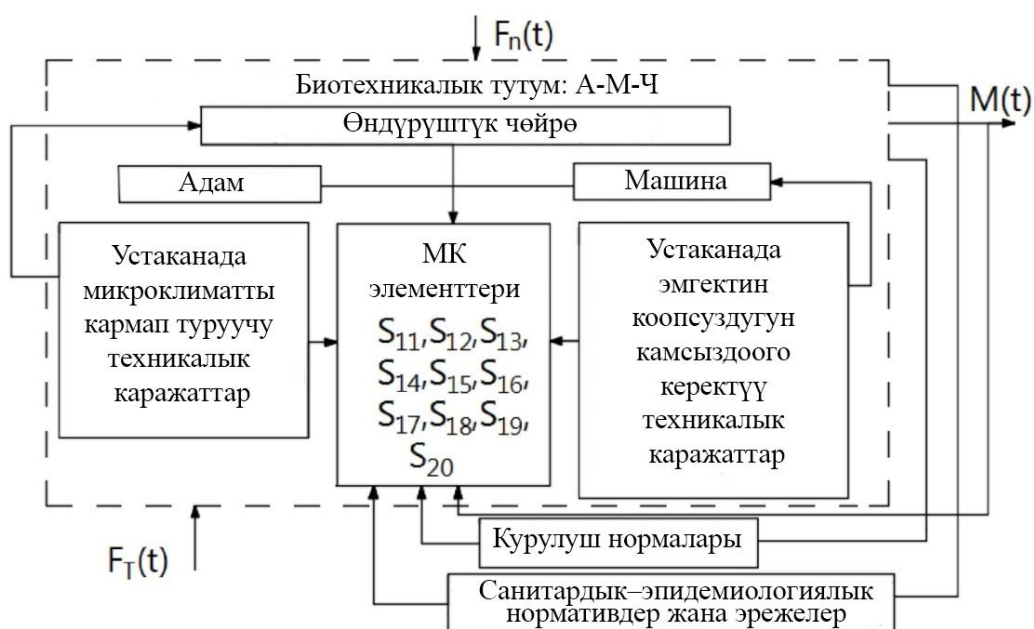 Fn(t)
Биотехникалык тутум: А-М-Ч
M(t)
Өндүрүштүк чөйрө
Адам
Машина
Устаканада
микроклиматты
кармап туруучу
техникалык
каражаттар
МК
элементтери
S11,S12,S13,
S14,S15,S16,
S17,S18,S19,
S20
Устаканада
эмгектин
коопсуздугун
камсыздоого
керектүү
техникалык
каражаттар
FT(t)
Курулуш нормалары
Санитардык–эпидемиологиялык
нормативдер жана эрежелер